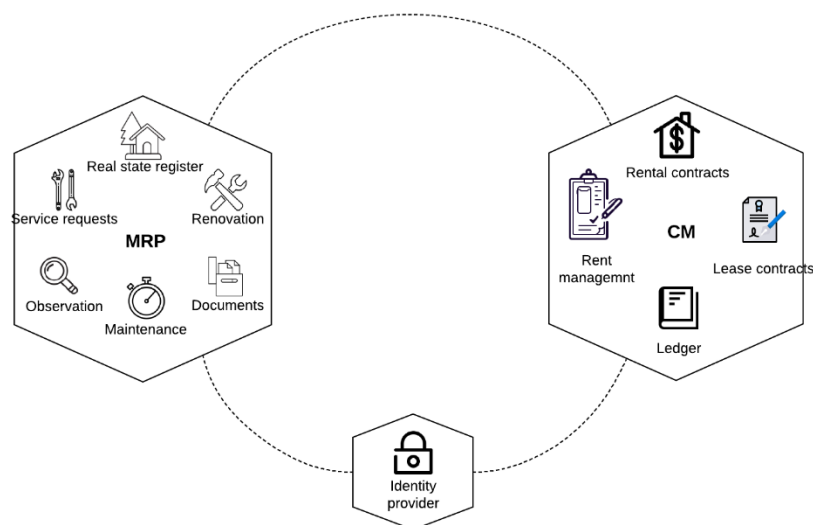 Real state register
Service requests
Renovation
MRP
Observation
Documents
Maintenance
Rental contracts
CM
Rent
managemnt
Lease contracts
Ledger
Identity
provider